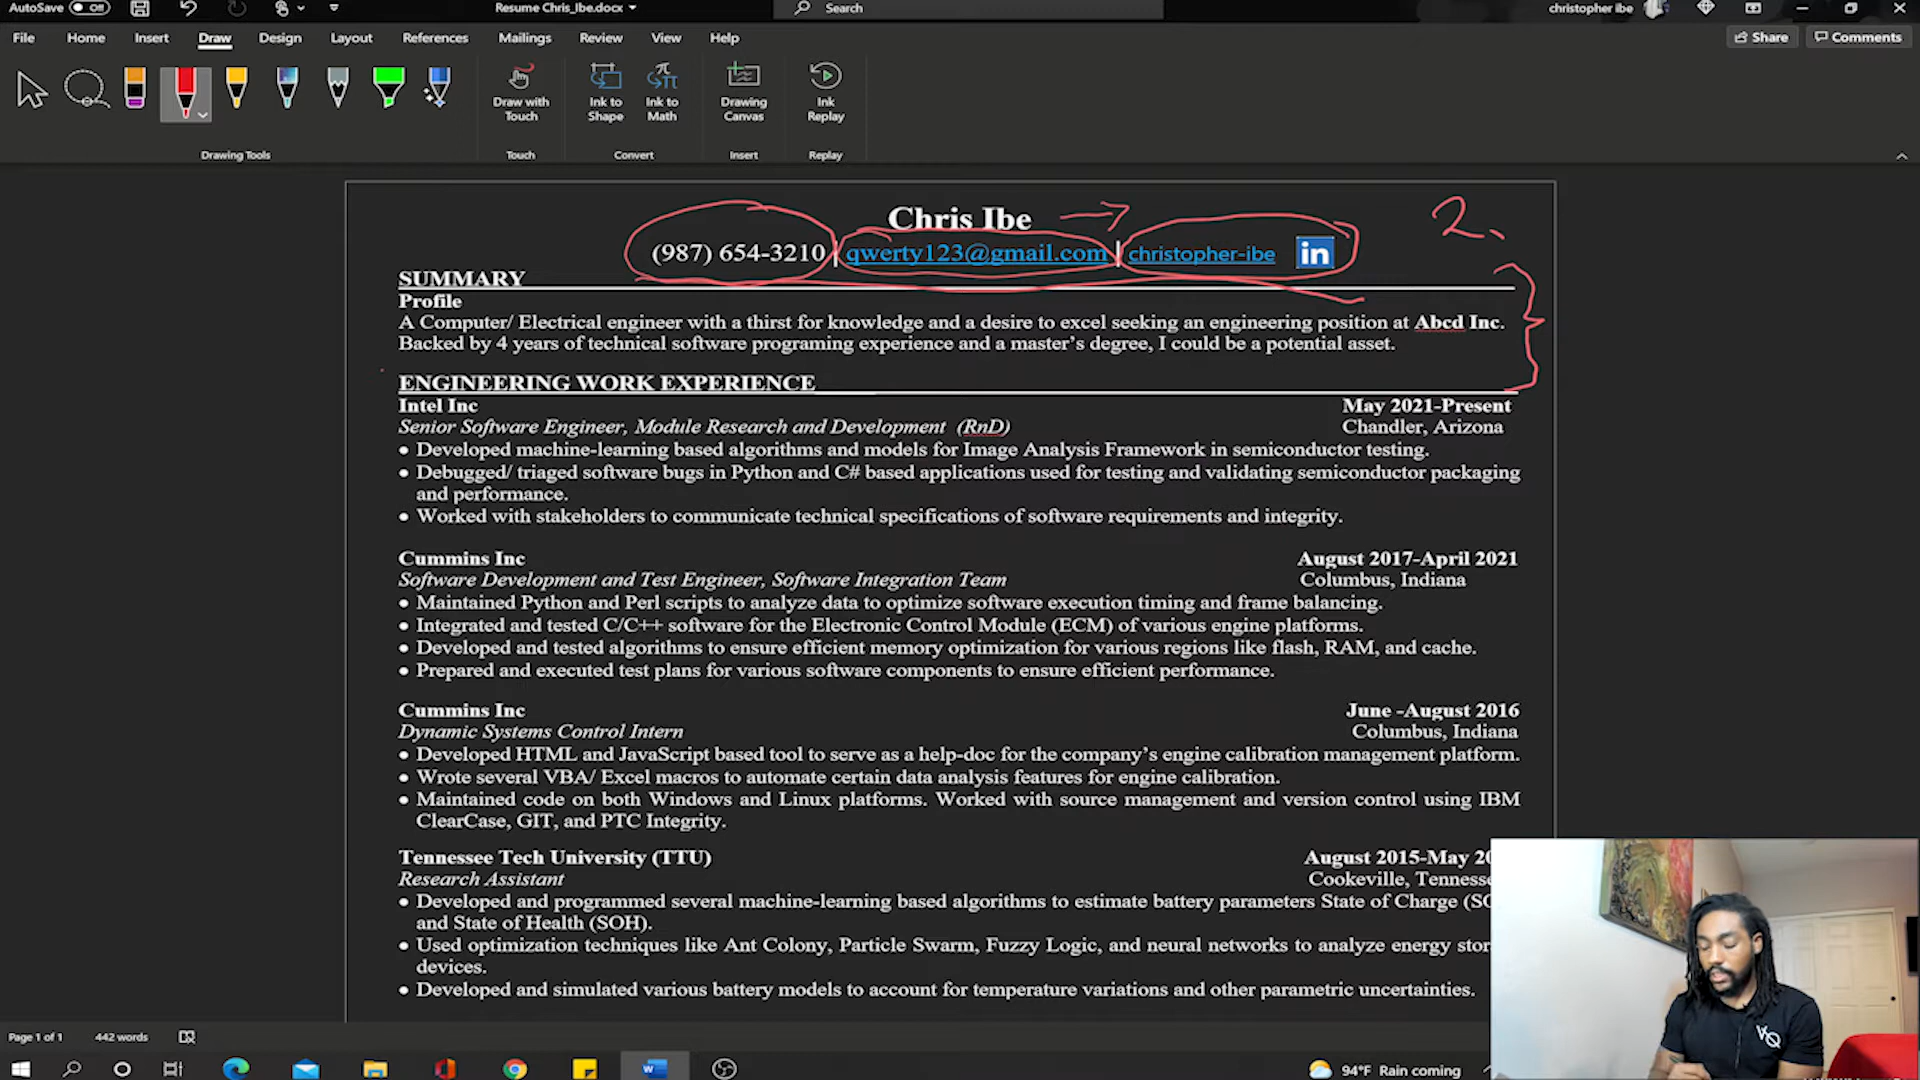 AutoSave Off Resume Chris_Ibe.docx Search christopher ibe
File Home Insert Draw Design Layout References Mailings Review View Help Share Comments
Draw with Touch Ink to Shape Ink to Math Drawing Canvas Ink Replay
Drawing Tools Touch Convert Insert Replay
Chris Ibe
2.
(987) 654-3210 | qwerty123@gmail.com | christopher-ibe in
SUMMARY
Profile
A Computer/ Electrical engineer with a thirst for knowledge and a desire to excel seeking an engineering position at Abcd Inc.
Backed by 4 years of technical software programing experience and a master's degree, I could be a potential asset.
ENGINEERING WORK EXPERIENCE
Intel Inc May 2021-Present
Senior Software Engineer, Module Research and Development (RnD) Chandler, Arizona
• Developed machine-learning based algorithms and models for Image Analysis Framework in semiconductor testing.
• Debugged/ triaged software bugs in Python and C# based applications used for testing and validating semiconductor packaging
and performance.
• Worked with stakeholders to communicate technical specifications of software requirements and integrity.
Cummins Inc August 2017-April 2021
Software Development and Test Engineer, Software Integration Team Columbus, Indiana
• Maintained Python and Perl scripts to analyze data to optimize software execution timing and frame balancing.
• Integrated and tested C/C++ software for the Electronic Control Module (ECM) of various engine platforms.
• Developed and tested algorithms to ensure efficient memory optimization for various regions like flash, RAM, and cache.
• Prepared and executed test plans for various software components to ensure efficient performance.
Cummins Inc June -August 2016
Dynamic Systems Control Intern Columbus, Indiana
• Developed HTML and JavaScript based tool to serve as a help-doc for the company's engine calibration management platform.
• Wrote several VBA/ Excel macros to automate certain data analysis features for engine calibration.
• Maintained code on both Windows and Linux platforms. Worked with source management and version control using IBM
ClearCase, GIT, and PTC Integrity.
Tennessee Tech University (TTU) August 2015-May 20
Research Assistant Cookeville, Tennesse
• Developed and programmed several machine-learning based algorithms to estimate battery parameters State of Charge (SO
and State of Health (SOH).
• Used optimization techniques like Ant Colony, Particle Swarm, Fuzzy Logic, and neural networks to analyze energy stor
devices.
• Developed and simulated various battery models to account for temperature variations and other parametric uncertainties.
Page 1 of 1 442 words
94°F Rain coming